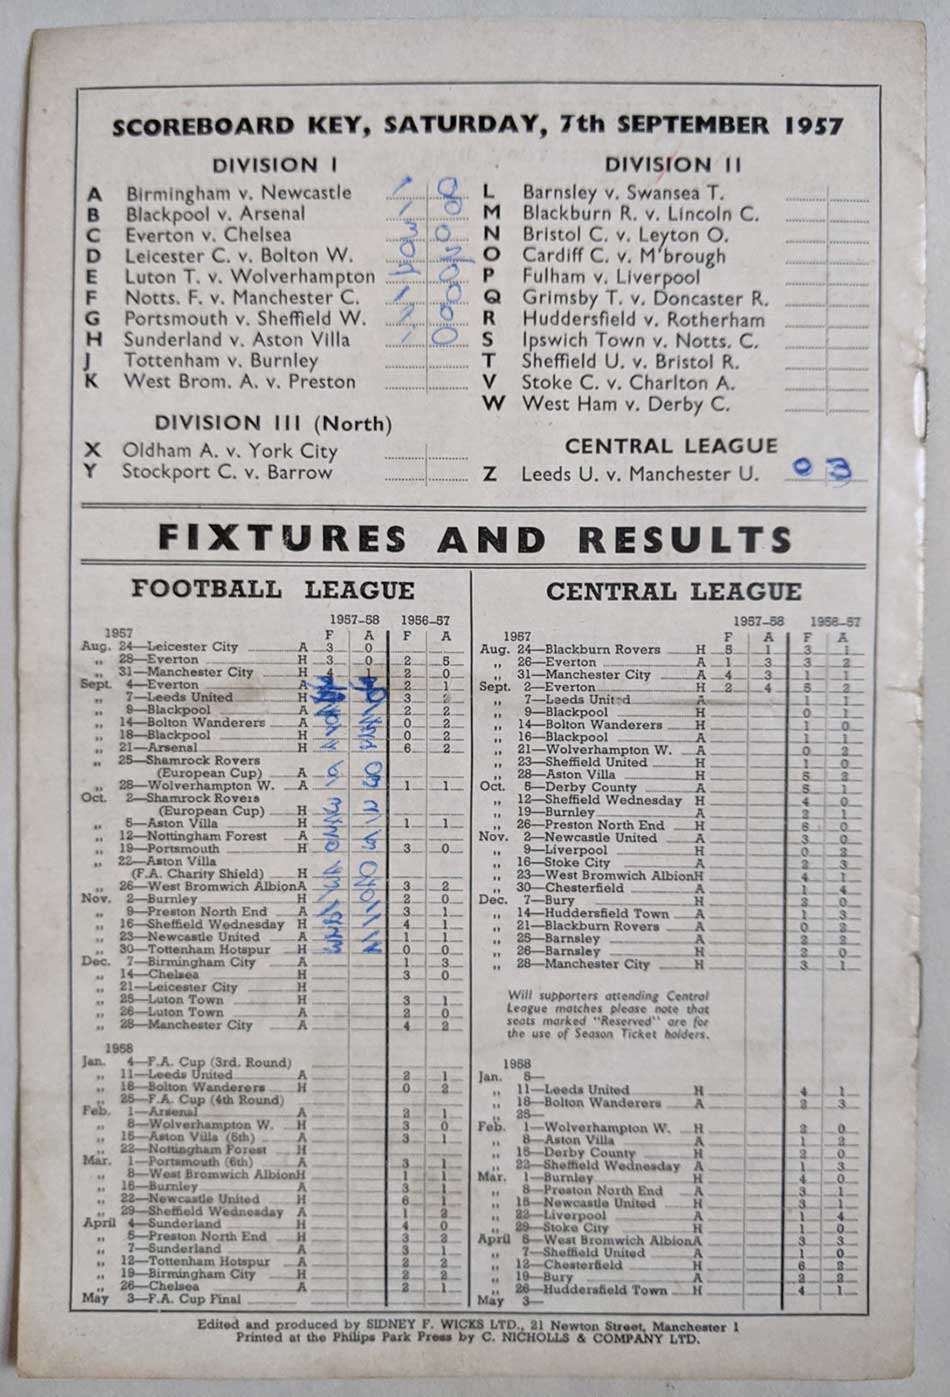 SCOREBOARD KEY, SATURDAY, 7th SEPTEMBER 1957
DIVISION I
A Birmingham v. Newcastle
B Blackpool v. Arsenal
C Everton v. Chelsea
D Leicester C. v. Bolton W.
E Luton T. v. Wolverhampton
F Notts. F. v. Manchester C.
G Portsmouth v. Sheffield W.
H Sunderland v. Aston Villa
J Tottenham v. Burnley
K West Brom. A. v. Preston
DIVISION III (North)
X Oldham A. v. York City
Y Stockport C. v. Barrow
DIVISION II
L Barnsley v. Swansea T.
M Blackburn R. v. Lincoln C.
N Bristol C. v. Leyton O.
O Cardiff C. v. M'brough
P Fulham v. Liverpool
Q Grimsby T. v. Doncaster R.
R Huddersfield v. Rotherham
S Ipswich Town v. Notts. C.
T Sheffield U. v. Bristol R.
V Stoke C. v. Charlton A.
W West Ham v. Derby C.
CENTRAL LEAGUE
Z Leeds U. v. Manchester U. 0 3
FIXTURES AND RESULTS
FOOTBALL LEAGUE
1957-58 1956-57
1957 F A F A
Aug. 24—Leicester City A 3 0
„ 28—Everton H 3 0 2 5
„ 31—Manchester City H 4 1 2 0
Sept. 4—Everton A 2 1
„ 7—Leeds United H 3 2
„ 9—Blackpool A 2 2
„ 14—Bolton Wanderers A 0 2
„ 18—Blackpool H 0 2
„ 21—Arsenal H 6 2
„ 25—Shamrock Rovers
(European Cup) A
„ 28—Wolverhampton W. A 1 1
Oct. 2—Shamrock Rovers
(European Cup) H
„ 5—Aston Villa H 1 1
„ 12—Nottingham Forest A
„ 19—Portsmouth H 3 0
„ 22—Aston Villa
(F.A. Charity Shield) H
„ 26—West Bromwich Albion A 3 2
Nov. 2—Burnley H 2 0
„ 9—Preston North End A 3 1
„ 16—Sheffield Wednesday H 4 1
„ 23—Newcastle United A 1 1
„ 30—Tottenham Hotspur H 0 0
Dec. 7—Birmingham City A 1 3
„ 14—Chelsea H 3 0
„ 21—Leicester City H
„ 25—Luton Town H 3 1
„ 26—Luton Town A 2 0
„ 28—Manchester City A 4 2
1958
Jan. 4—F.A. Cup (3rd. Round)
„ 11—Leeds United A 2 1
„ 18—Bolton Wanderers H 0 2
„ 25—F.A. Cup (4th Round)
Feb. 1—Arsenal A 2 1
„ 8—Wolverhampton W. H 3 0
„ 15—Aston Villa (5th) A 3 1
„ 22—Nottingham Forest H
Mar. 1—Portsmouth (6th) A 3 1
„ 8—West Bromwich Albion H 1 1
„ 15—Burnley A 3 1
„ 22—Newcastle United H 6 1
„ 29—Sheffield Wednesday A 1 2
April 4—Sunderland H 4 0
„ 5—Preston North End H 3 2
„ 7—Sunderland A 3 1
„ 12—Tottenham Hotspur A 2 2
„ 19—Birmingham City H 2 2
„ 26—Chelsea A 2 1
May 3—F.A. Cup Final
CENTRAL LEAGUE
1957-58 1956-57
1957 F A F A
Aug. 24—Blackburn Rovers H 5 1 3 1
„ 26—Everton A 1 3 3 2
„ 31—Manchester City A 4 3 1 1
Sept. 2—Everton H 2 4 5 2
„ 7—Leeds United A 1 1
„ 9—Blackpool H 0 1
„ 14—Bolton Wanderers H 1 0
„ 16—Blackpool A 1 1
„ 21—Wolverhampton W. A 0 2
„ 23—Sheffield United H 1 0
„ 28—Aston Villa H 5 2
Oct. 5—Derby County A 5 1
„ 12—Sheffield Wednesday H 4 0
„ 19—Burnley A 2 1
„ 26—Preston North End H 6 0
Nov. 2—Newcastle United A 3 0
„ 9—Liverpool H 0 2
„ 16—Stoke City A 2 3
„ 23—West Bromwich Albion H 4 1
„ 30—Chesterfield A 1 4
Dec. 7—Bury H 2 0
„ 14—Huddersfield Town A 1 3
„ 21—Blackburn Rovers A 0 2
„ 25—Barnsley A 2 2
„ 26—Barnsley H 2 0
„ 28—Manchester City H 3 1
Will supporters attending Central
League matches please note that
seats marked "Reserved" are for
the use of Season Ticket holders.
1958
Jan. 5—
„ 11—Leeds United H 4 1
„ 18—Bolton Wanderers A 2 3
„ 25—
Feb. 1—Wolverhampton W. H 2 0
„ 8—Aston Villa A 1 2
„ 15—Derby County H 2 0
„ 22—Sheffield Wednesday A 1 3
Mar. 1—Burnley H 4 0
„ 8—Preston North End A 3 1
„ 15—Newcastle United H 3 1
„ 22—Liverpool A 1 4
„ 29—Stoke City H 1 0
April 5—West Bromwich Albion A 3 3
„ 7—Sheffield United A 1 0
„ 12—Chesterfield H 6 2
„ 19—Bury A 2 2
„ 26—Huddersfield Town H 4 1
May 3—
Edited and produced by SIDNEY F. WICKS LTD., 21 Newton Street, Manchester 1
Printed at the Philips Park Press by C. NICHOLLS & COMPANY LTD.